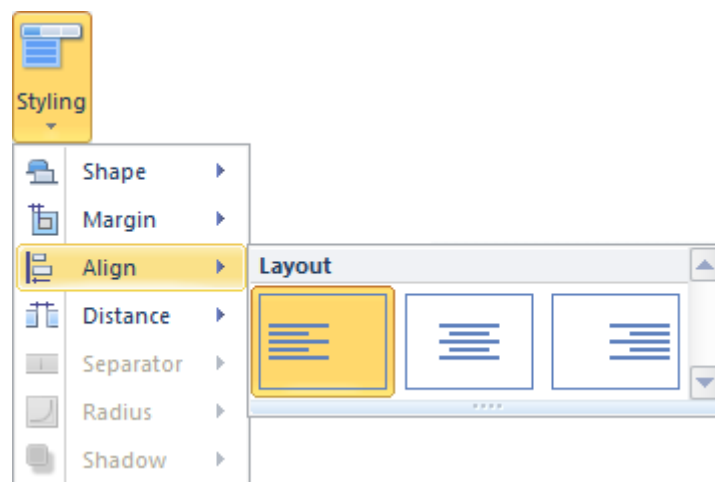 Styling
Shape
Margin
Align
Layout
Distance
Separator
Radius
Shadow